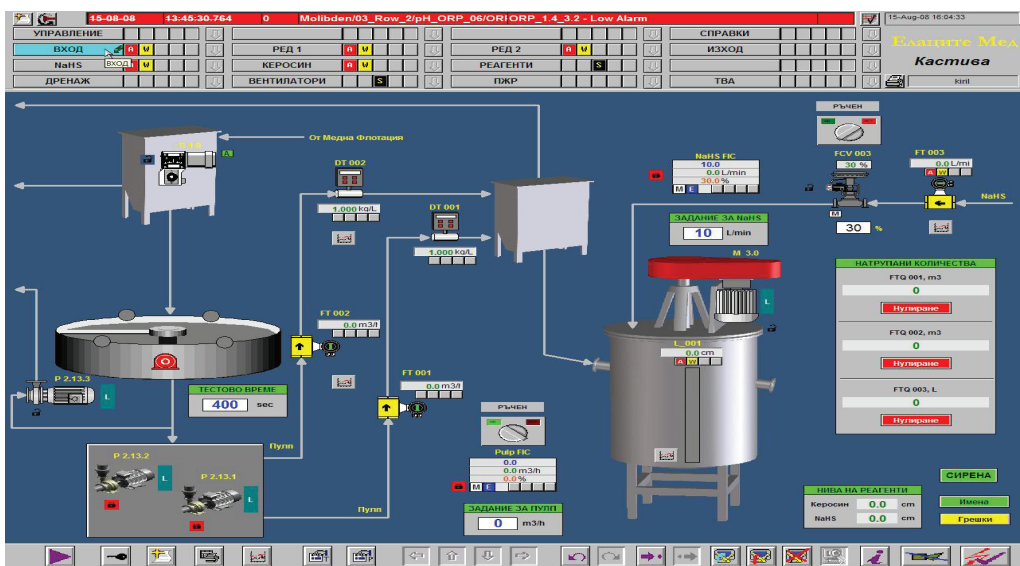 15-08-08 13:45:30.764 0 Molibden/03_Row_2/pH_ORP_06/ORIORP_1.4_3.2 - Low Alarm
15-Aug-08 16:04:33
УПРАВЛЕНИЕ СПРАВКИ
ВХОД A W РЕД 1 A W РЕД 2 A W ИЗХОД
NaHS A W ВХОД КЕРОСИН A W РЕАГЕНТИ S
ДРЕНАЖ ВЕНТИЛАТОРИ S ПЖР ТВА
Елаците Мед
Кастива
kiril
От Медна Флотация
A
DT 002
1.000 kg/L
DT 001
1.000 kg/L
NaHS FIC
10.0
0.0 L/min
30.0 %
M E
ЗАДАНИЕ ЗА NaHS
10 L/min
РЪЧЕН
FCV 003
30 %
M
30 %
FT 003
0.0 L/mi
A W
NaHS
M 3.0
L
L_001
0.0 cm
A W
НАТРУПАНИ КОЛИЧЕСТВА
FTQ 001, m3
0
Нулиране
FTQ 002, m3
0
Нулиране
FTQ 003, L
0
Нулиране
FT 002
0.0 m3/l
FT 001
0.0 m3/l
P 2.13.3
L
ТЕСТОВО ВРЕМЕ
400 sec
P 2.13.2
L
P 2.13.1
L
Пулп
Пулп
РЪЧЕН
Pulp FIC
0.0
0.0 m3/h
0.0 %
M E
ЗАДАНИЕ ЗА ПУЛП
0 m3/h
НИВА НА РЕАГЕНТИ
Керосин 0.0 cm
NaHS 0.0 cm
СИРЕНА
Имена
Грешки